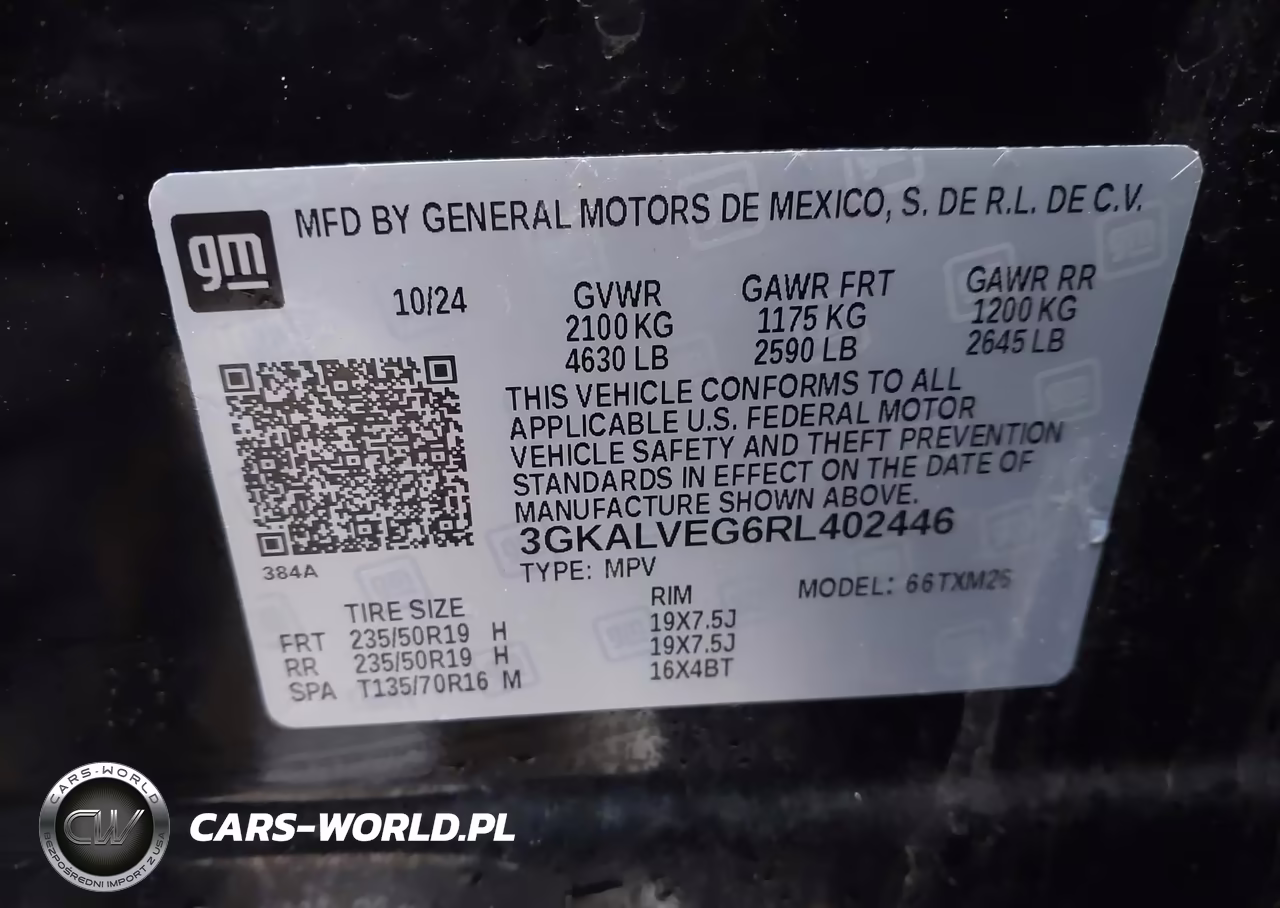 gm
MFD BY GENERAL MOTORS DE MEXICO, S. DE R.L. DE C.V.
10/24
GVWR
2100 KG
4630 LB
GAWR FRT
1175 KG
2590 LB
GAWR RR
1200 KG
2645 LB
THIS VEHICLE CONFORMS TO ALL
APPLICABLE U.S. FEDERAL MOTOR
VEHICLE SAFETY AND THEFT PREVENTION
STANDARDS IN EFFECT ON THE DATE OF
MANUFACTURE SHOWN ABOVE.
3GKALVEG6RL402446
TYPE: MPV
MODEL: 66TXM26
384A
TIRE SIZE
RIM
FRT 235/50R19 H 19X7.5J
RR 235/50R19 H 19X7.5J
SPA T135/70R16 M 16X4BT
CARS-WORLD
CW
BEZPOŚREDNI IMPORT Z USA
CARS-WORLD.PL